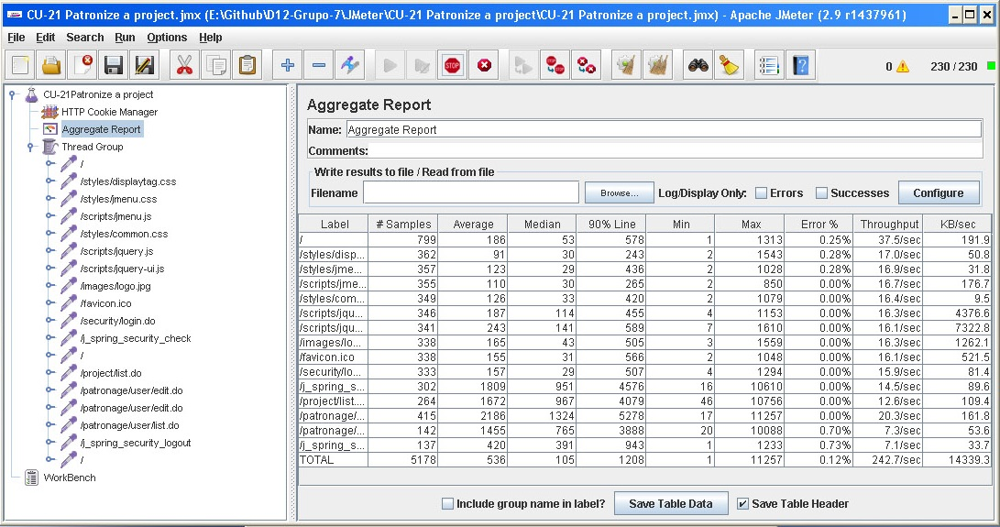 CU-21 Patronize a project.jmx (E:\Github\D12-Grupo-7\JMeter\CU-21 Patronize a project\CU-21 Patronize a project.jmx) - Apache JMeter (2.9 r1437961)
File Edit Search Run Options Help
STOP
0 230 / 230
CU-21Patronize a project
HTTP Cookie Manager
Aggregate Report
Thread Group
/
/styles/displaytag.css
/styles/jmenu.css
/scripts/jmenu.js
/styles/common.css
/scripts/jquery.js
/scripts/jquery-ui.js
/images/logo.jpg
/favicon.ico
/security/login.do
/j_spring_security_check
/
/project/list.do
/patronage/user/edit.do
/patronage/user/edit.do
/patronage/user/list.do
/j_spring_security_logout
/
WorkBench
Aggregate Report
Name: Aggregate Report
Comments:
Write results to file / Read from file
Filename Browse... Log/Display Only: Errors Successes Configure
Label # Samples Average Median 90% Line Min Max Error % Throughput KB/sec
/ 799 186 53 578 1 1313 0.25% 37.5/sec 191.9
/styles/disp... 362 91 30 243 2 1543 0.28% 17.0/sec 50.8
/styles/jme... 357 123 29 436 2 1028 0.28% 16.9/sec 31.8
/scripts/jme... 355 110 30 265 2 850 0.00% 16.7/sec 176.7
/styles/com... 349 126 33 420 2 1079 0.00% 16.4/sec 9.5
/scripts/jqu... 346 187 114 455 4 1153 0.00% 16.3/sec 4376.6
/scripts/jqu... 341 243 141 589 7 1610 0.00% 16.1/sec 7322.8
/images/lo... 338 165 43 505 3 1559 0.00% 16.3/sec 1262.1
/favicon.ico 338 155 31 566 2 1048 0.00% 16.1/sec 521.5
/security/lo... 333 157 29 507 4 1294 0.00% 15.9/sec 81.4
/j_spring_s... 302 1809 951 4576 16 10610 0.00% 14.5/sec 89.6
/project/list.... 264 1672 967 4079 46 10756 0.00% 12.6/sec 109.4
/patronage/... 415 2186 1324 5278 17 11257 0.00% 20.3/sec 161.8
/patronage/... 142 1455 765 3888 20 10088 0.70% 7.3/sec 53.6
/j_spring_s... 137 420 391 943 1 1233 0.73% 7.1/sec 33.7
TOTAL 5178 536 105 1208 1 11257 0.12% 242.7/sec 14339.3
Include group name in label? Save Table Data Save Table Header